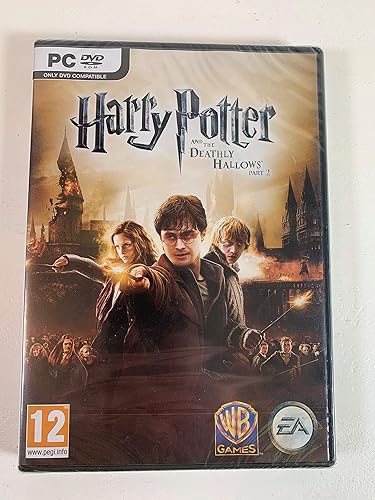 PC DVD
ROM
ONLY DVD COMPATIBLE
Harry Potter
AND THE
DEATHLY
HALLOWS
PART 2
12
www.pegi.info
WB
GAMES
EA